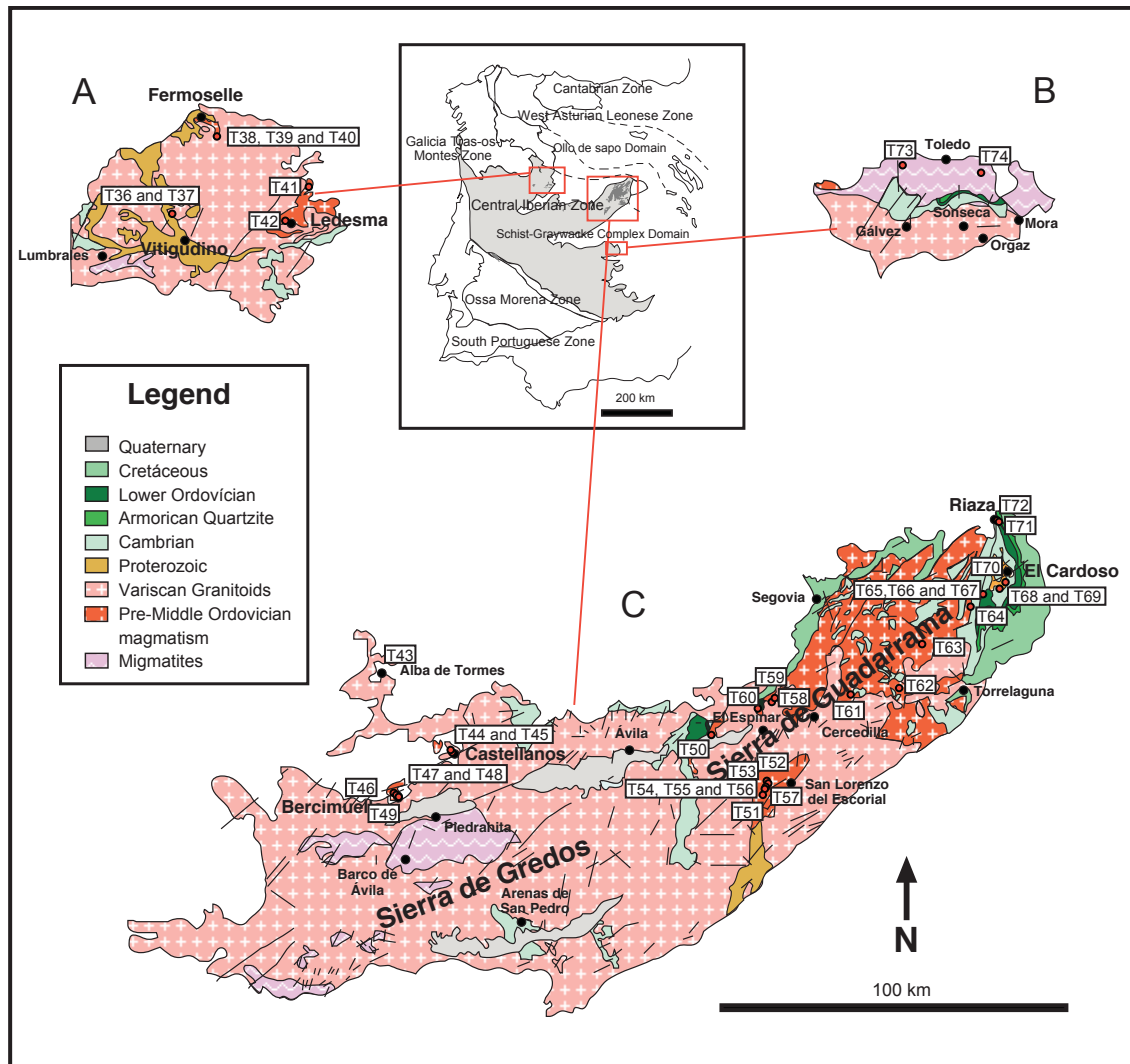 A
Fermoselle
T38, T39 and T40
T36 and T37
T41
T42
Ledesma
Vitigudino
Lumbrales
Cantabrian Zone
West Asturian Leonese Zone
Galicia Tras-os
Montes Zone
Ollo de sapo Domain
Central Iberian Zone
Schist-Graywacke Complex Domain
Ossa Morena Zone
South Portuguese Zone
200 km
B
T73
Toledo
T74
Sonseca
Mora
Gálvez
Orgaz
Legend
Quaternary
Cretáceous
Lower Ordovícian
Armorican Quartzite
Cambrian
Proterozoic
Variscan Granitoids
Pre-Middle Ordovician
magmatism
Migmatites
C
Riaza
T72
T71
T70
El Cardoso
T65,T66 and T67
T68 and T69
Segovia
T64
T63
T43
Alba de Tormes
T59
T62
T60
T58
Torrelaguna
El Espinar
T61
Sierra de Guadarrama
Cercedilla
T44 and T45
Ávila
Castellanos
T50
T47 and T48
T53
T52
T46
T54, T55 and T56
San Lorenzo
del Escorial
T57
T49
T51
Piedrahita
Barco de
Ávila
Sierra de Gredos
Arenas de
San Pedro
N
100 km